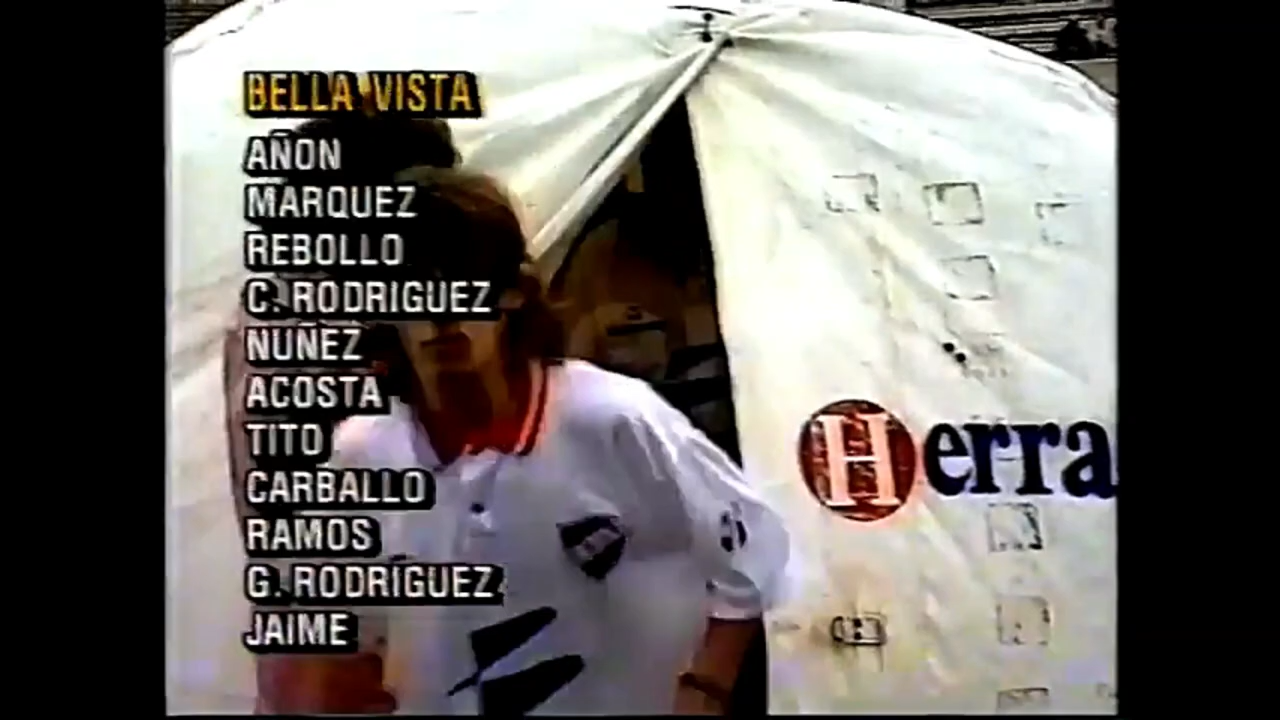 BELLA VISTA
AÑON
MARQUEZ
REBOLLO
C. RODRIGUEZ
NUÑEZ
ACOSTA
TITO
CARBALLO
RAMOS
G. RODRIGUEZ
JAIME
Herra